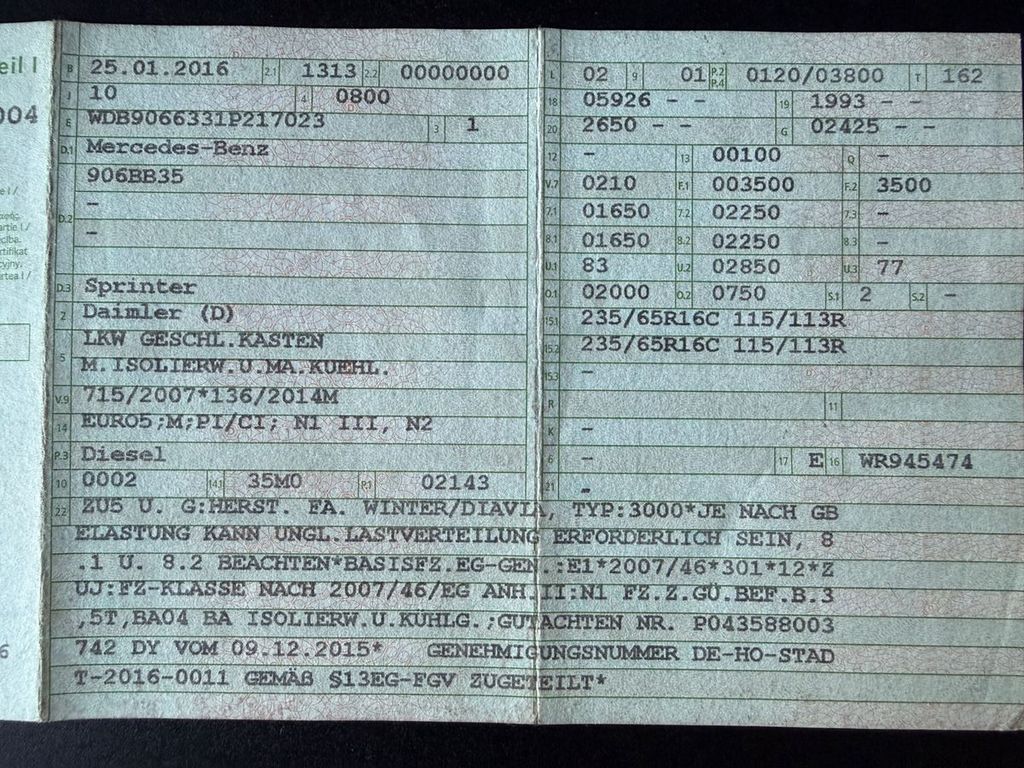 eil I
004
B 25.01.2016 2.1 1313 2.2 00000000
J 10 4 0800
E WDB9066331P217023 3 1
D.1 Mercedes-Benz
906BB35
D.2 –
–
D.3 Sprinter
2 Daimler (D)
5 LKW GESCHL.KASTEN
M.ISOLIERW.U.MA.KUEHL.
V.9 715/2007*136/2014M
14 EURO5;M;PI/CI; N1 III, N2
P.3 Diesel
10 0002 14.1 35M0 P.1 02143
L 02 9 01 P.2 P.4 0120/03800 T 162
18 05926 – – 19 1993 – –
20 2650 – – G 02425 – –
12 – 13 00100 Q –
V.7 0210 F.1 003500 F.2 3500
7.1 01650 7.2 02250 7.3 –
8.1 01650 8.2 02250 8.3 –
U.1 83 U.2 02850 U.3 77
O.1 02000 O.2 0750 S.1 2 S.2 –
15.1 235/65R16C 115/113R
15.2 235/65R16C 115/113R
15.3 –
R 11
K –
6 – 17 E 16 WR945474
21 –
22 ZU5 U. G:HERST. FA. WINTER/DIAVIA, TYP:3000*JE NACH GB
ELASTUNG KANN UNGL.LASTVERTEILUNG ERFORDERLICH SEIN, 8
.1 U. 8.2 BEACHTEN*BASISFZ.EG-GEN.:E1*2007/46*301*12*Z
UJ:FZ-KLASSE NACH 2007/46/EG ANH.II:N1 FZ.Z.GÜ.BEF.B.3
,5T,BA04 BA ISOLIERW.U.KÜHLG.;GUTACHTEN NR. P043588003
742 DY VOM 09.12.2015* GENEHMIGUNGSNUMMER DE-HO-STAD
T-2016-0011 GEMÄß §13EG-FGV ZUGETEILT*